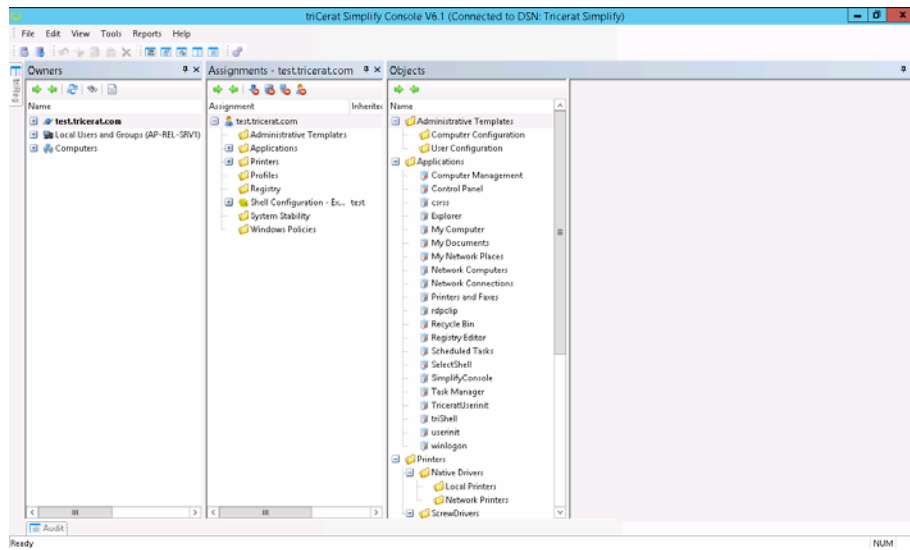 triCerat Simplify Console V6.1 (Connected to DSN: Tricerat Simplify)
File Edit View Tools Reports Help
triReg
Owners
Name
test.tricerat.com
Local Users and Groups (AP-REL-SRV1)
Computers
Assignments - test.tricerat.com
Assignment Inherited
test.tricerat.com
Administrative Templates
Applications
Printers
Profiles
Registry
Shell Configuration - Ex... test
System Stability
Windows Policies
Objects
Name
Administrative Templates
Computer Configuration
User Configuration
Applications
Computer Management
Control Panel
csrss
Explorer
My Computer
My Documents
My Network Places
Network Computers
Network Connections
Printers and Faxes
rdpclip
Recycle Bin
Registry Editor
Scheduled Tasks
SelectShell
SimplifyConsole
Task Manager
TriceratUserinit
triShell
userinit
winlogon
Printers
Native Drivers
Local Printers
Network Printers
ScrewDrivers
Audit
Ready NUM